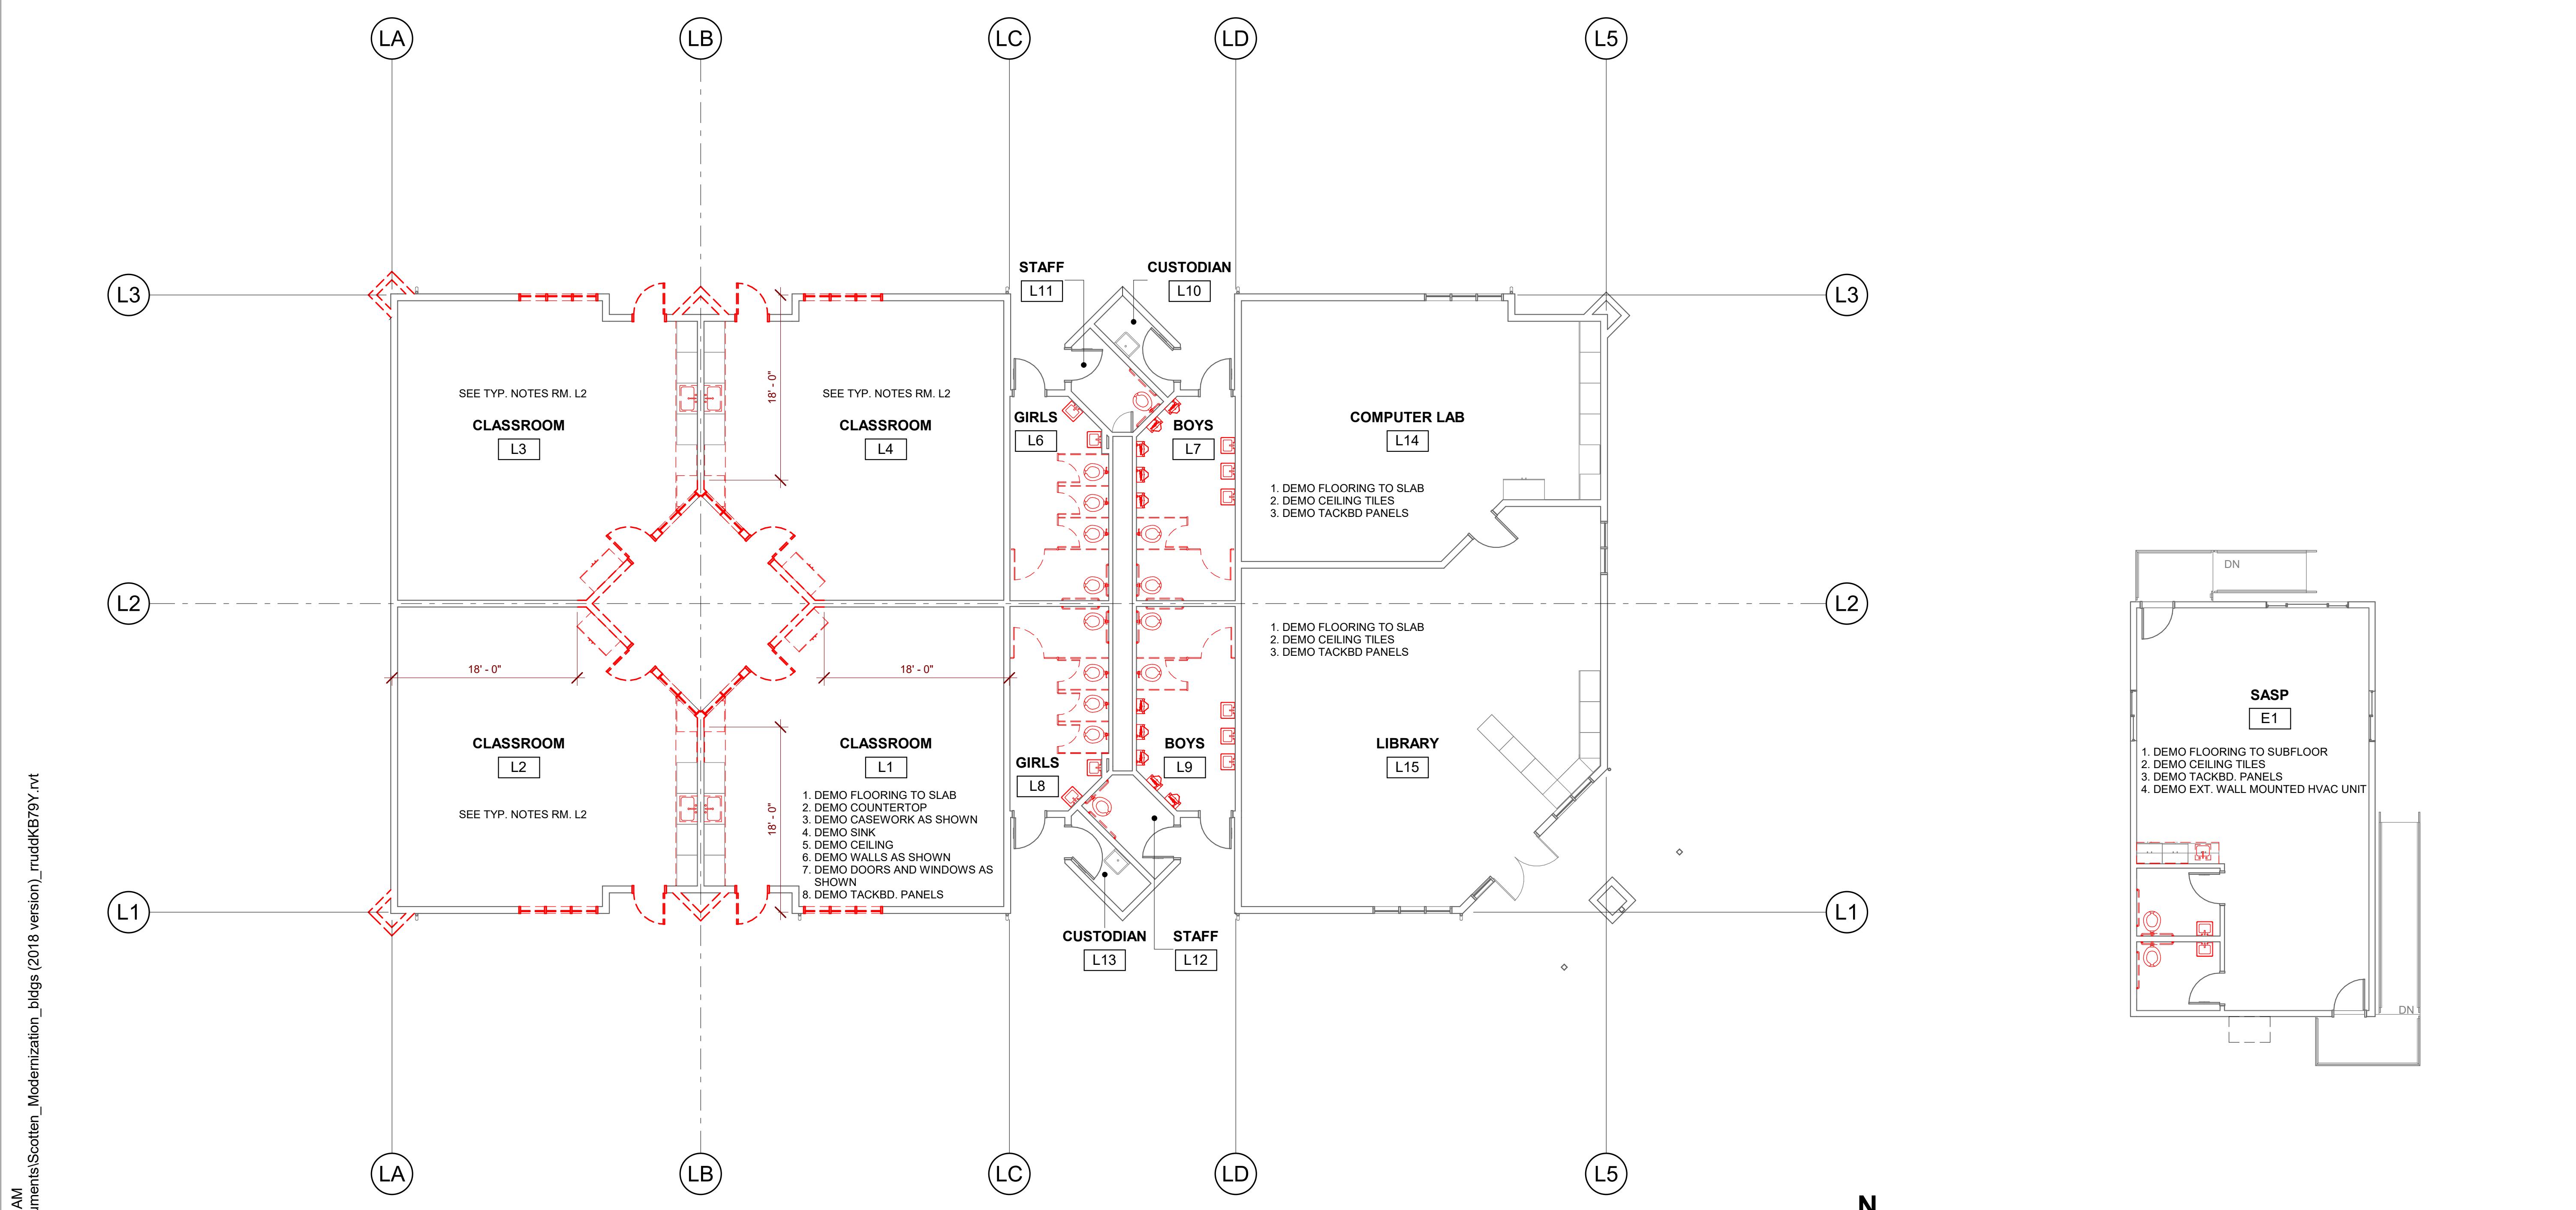 LA
LB
LC
LD
L5
L3
L3
STAFF
L11
CUSTODIAN
L10
18' - 0"
SEE TYP. NOTES RM. L2
CLASSROOM
L3
SEE TYP. NOTES RM. L2
CLASSROOM
L4
GIRLS
L6
BOYS
L7
COMPUTER LAB
L14
1. DEMO FLOORING TO SLAB
2. DEMO CEILING TILES
3. DEMO TACKBD PANELS
L2
L2
18' - 0"
18' - 0"
1. DEMO FLOORING TO SLAB
2. DEMO CEILING TILES
3. DEMO TACKBD PANELS
CLASSROOM
L2
SEE TYP. NOTES RM. L2
18' - 0"
CLASSROOM
L1
1. DEMO FLOORING TO SLAB
2. DEMO COUNTERTOP
3. DEMO CASEWORK AS SHOWN
4. DEMO SINK
5. DEMO CEILING
6. DEMO WALLS AS SHOWN
7. DEMO DOORS AND WINDOWS AS
SHOWN
8. DEMO TACKBD. PANELS
GIRLS
L8
BOYS
L9
LIBRARY
L15
L1
L1
CUSTODIAN
L13
STAFF
L12
DN
SASP
E1
1. DEMO FLOORING TO SUBFLOOR
2. DEMO CEILING TILES
3. DEMO TACKBD. PANELS
4. DEMO EXT. WALL MOUNTED HVAC UNIT
DN
LA
LB
LC
LD
L5
N
AM
uments\Scotten_Modernization_bldgs (2018 version)_rruddKB79Y.rvt